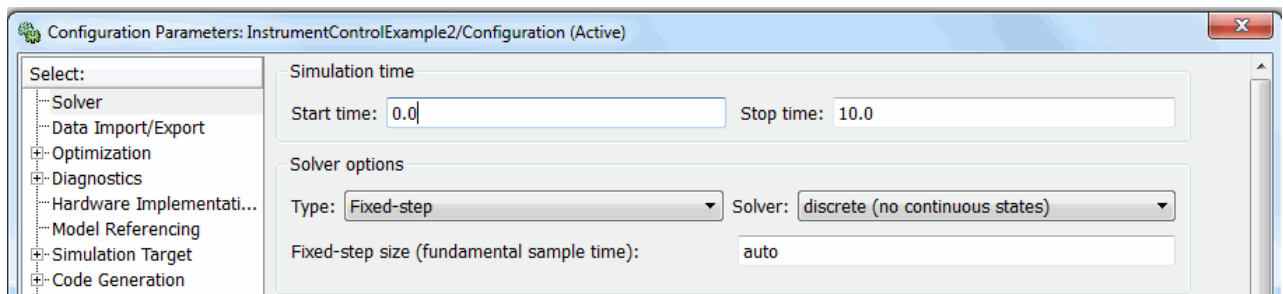 Configuration Parameters: InstrumentControlExample2/Configuration (Active)
Select:
Solver
Data Import/Export
Optimization
Diagnostics
Hardware Implementati...
Model Referencing
Simulation Target
Code Generation
Simulation time
Start time: 0.0 Stop time: 10.0
Solver options
Type: Fixed-step Solver: discrete (no continuous states)
Fixed-step size (fundamental sample time): auto